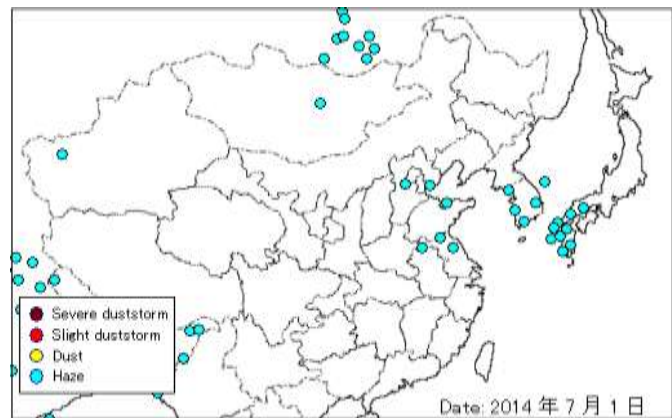 Severe duststorm
Slight duststorm
Dust
Haze
Date: 2014 年 7 月 1 日